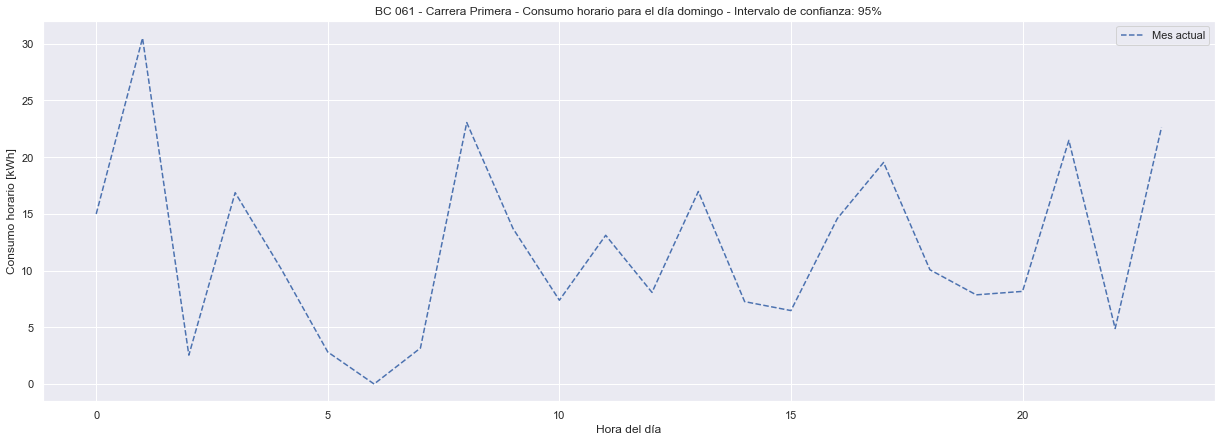 BC 061 - Carrera Primera - Consumo horario para el día domingo - Intervalo de confianza: 95%
Mes actual
Consumo horario [kWh]
30
25
20
15
10
5
0
0 5 10 15 20
Hora del día